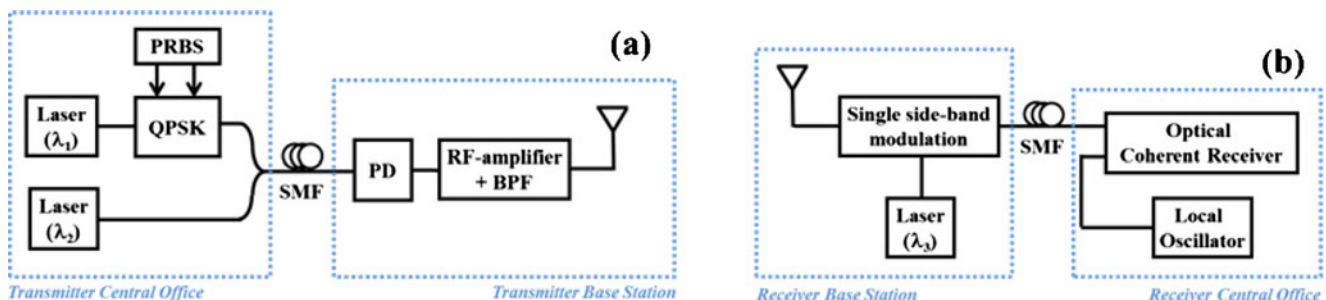 (a)
PRBS
Laser
(λ1)
QPSK
Laser
(λ2)
SMF
PD
RF-amplifier
+ BPF
Transmitter Central Office
Transmitter Base Station
(b)
Single side-band
modulation
Laser
(λ3)
SMF
Optical
Coherent Receiver
Local
Oscillator
Receiver Base Station
Receiver Central Office